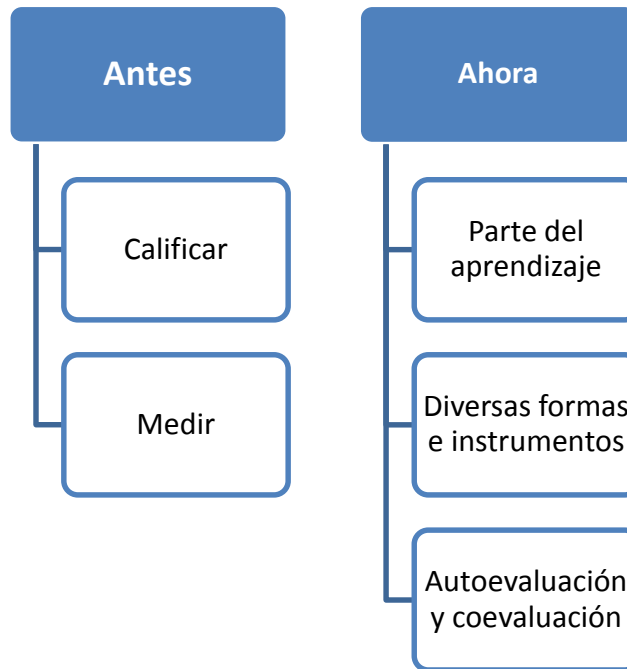 Antes
Calificar
Medir
Ahora
Parte del
aprendizaje
Diversas formas
e instrumentos
Autoevaluación
y coevaluación